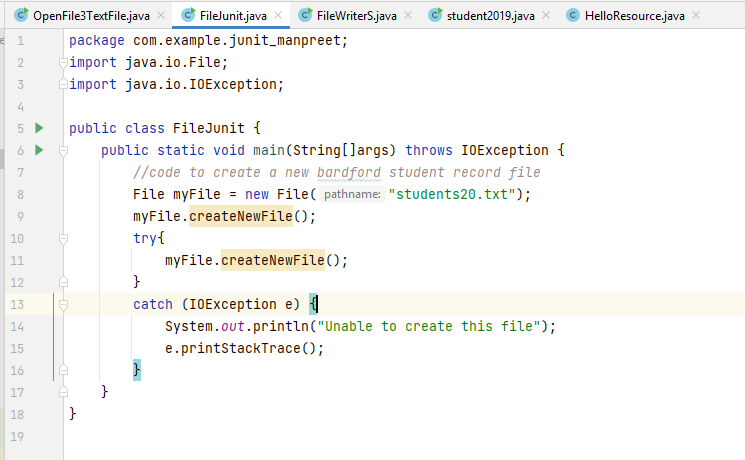 OpenFile3TextFile.java FileJunit.java FileWriterS.java student2019.java HelloResource.java
1 package com.example.junit_manpreet;
2 import java.io.File;
3 import java.io.IOException;
4
5 public class FileJunit {
6 public static void main(String[]args) throws IOException {
7 //code to create a new bardford student record file
8 File myFile = new File( pathname: "students20.txt");
9 myFile.createNewFile();
10 try{
11 myFile.createNewFile();
12 }
13 catch (IOException e) {
14 System.out.println("Unable to create this file");
15 e.printStackTrace();
16 }
17 }
18 }
19